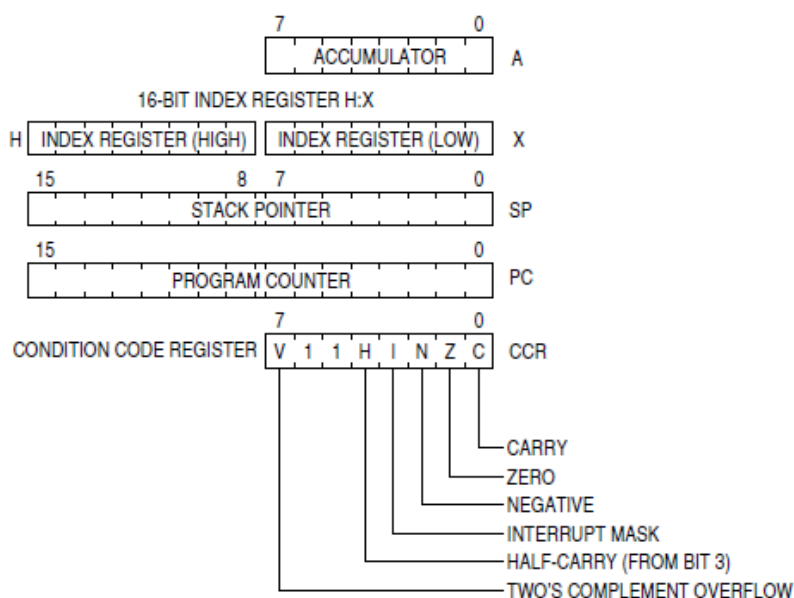 7 0
ACCUMULATOR A
16-BIT INDEX REGISTER H:X
H INDEX REGISTER (HIGH) INDEX REGISTER (LOW) X
15 8 7 0
STACK POINTER SP
15 0
PROGRAM COUNTER PC
7 0
CONDITION CODE REGISTER V 1 1 H I N Z C CCR
CARRY
ZERO
NEGATIVE
INTERRUPT MASK
HALF-CARRY (FROM BIT 3)
TWO'S COMPLEMENT OVERFLOW